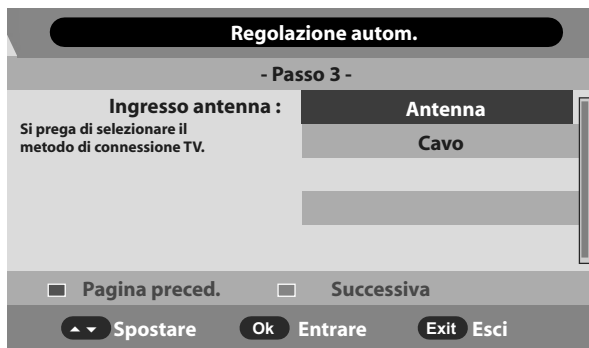 Regolazione autom.
- Passo 3 -
Ingresso antenna :
Si prega di selezionare il
metodo di connessione TV.
Antenna
Cavo
Pagina preced. Successiva
Spostare Ok Entrare Exit Esci